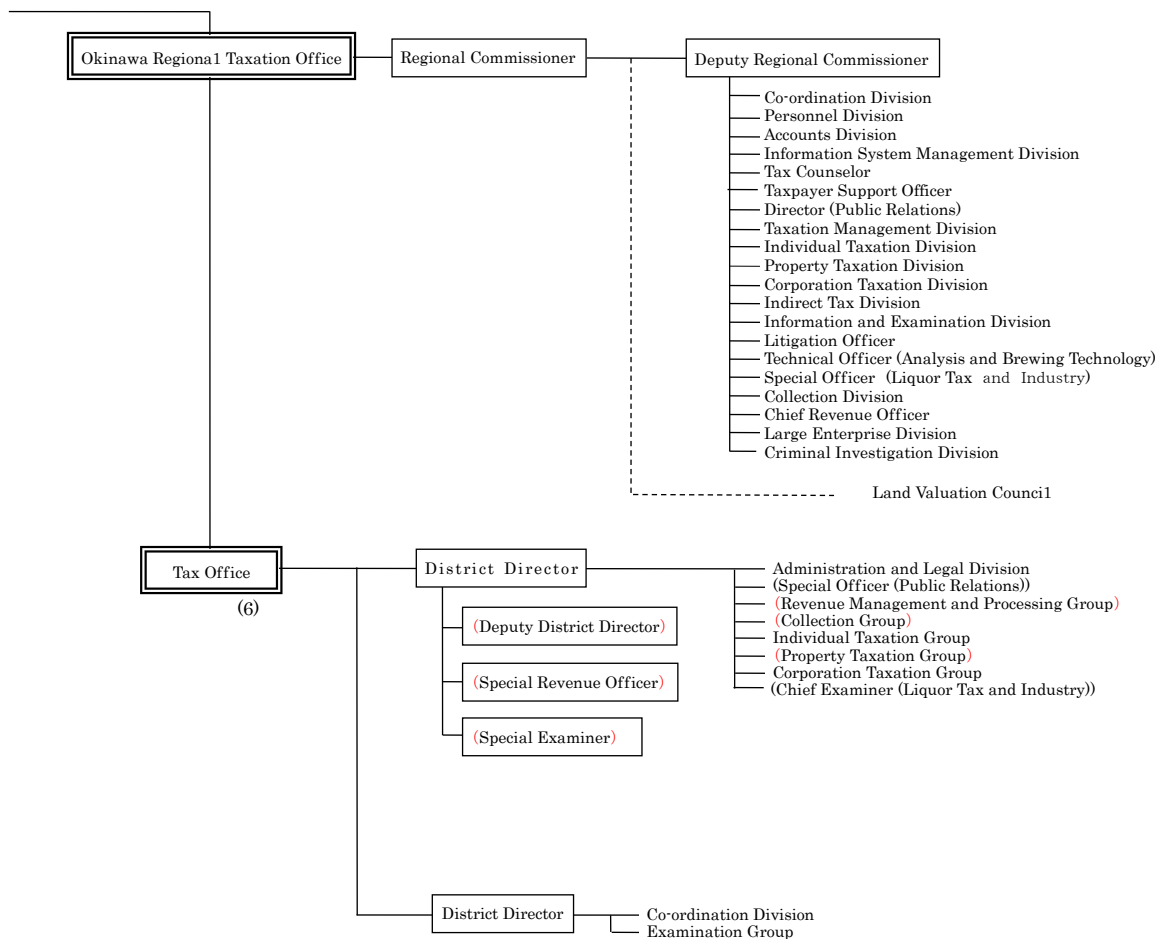 Okinawa Regiona1 Taxation Office
Regional Commissioner
Deputy Regional Commissioner
Co-ordination Division
Personnel Division
Accounts Division
Information System Management Division
Tax Counselor
Taxpayer Support Officer
Director (Public Relations)
Taxation Management Division
Individual Taxation Division
Property Taxation Division
Corporation Taxation Division
Indirect Tax Division
Information and Examination Division
Litigation Officer
Technical Officer (Analysis and Brewing Technology)
Special Officer (Liquor Tax and Industry)
Collection Division
Chief Revenue Officer
Large Enterprise Division
Criminal Investigation Division
Land Valuation Counci1
Tax Office
(6)
District Director
(Deputy District Director)
(Special Revenue Officer)
(Special Examiner)
Administration and Legal Division
(Special Officer (Public Relations))
(Revenue Management and Processing Group)
(Collection Group)
Individual Taxation Group
(Property Taxation Group)
Corporation Taxation Group
(Chief Examiner (Liquor Tax and Industry))
District Director
Co-ordination Division
Examination Group